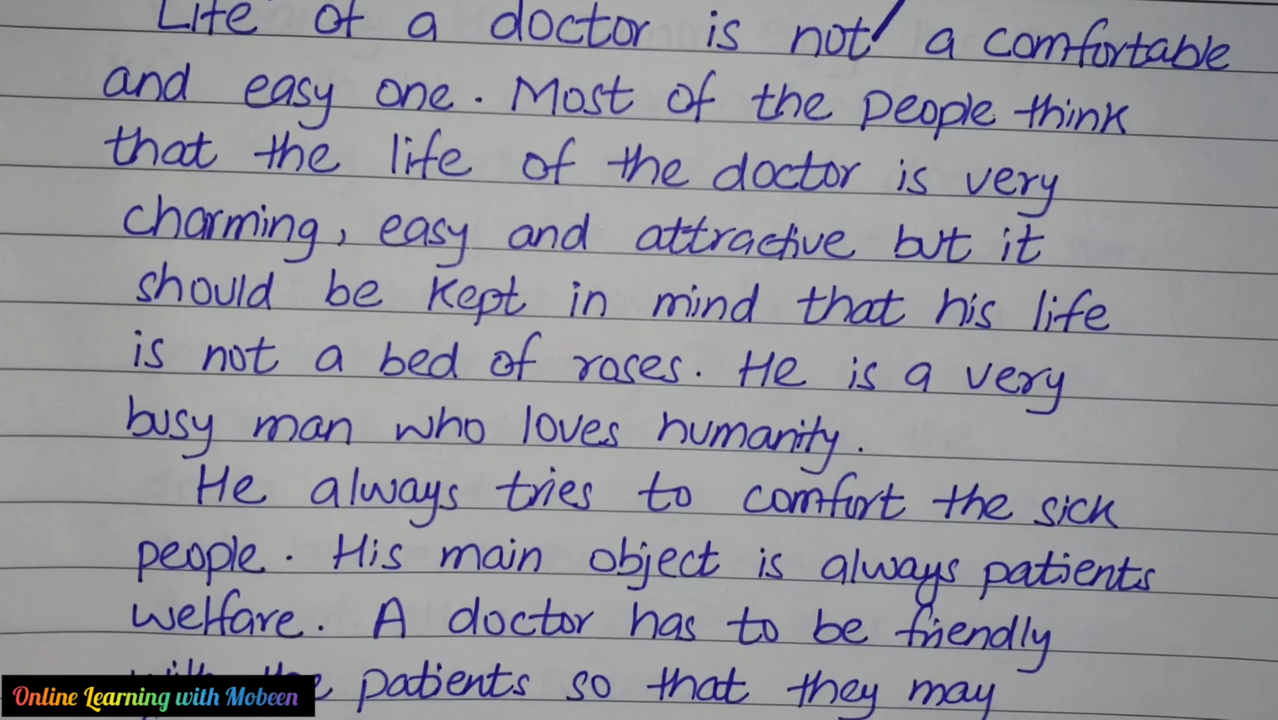 Life of a doctor is not a comfortable
and easy one. Most of the people think
that the life of the doctor is very
charming, easy and attractive but it
should be kept in mind that his life
is not a bed of roses. He is a very
busy man who loves humanity.
He always tries to comfort the sick
people. His main object is always patients
welfare. A doctor has to be friendly
with the patients so that they may
Online Learning with Mobeen